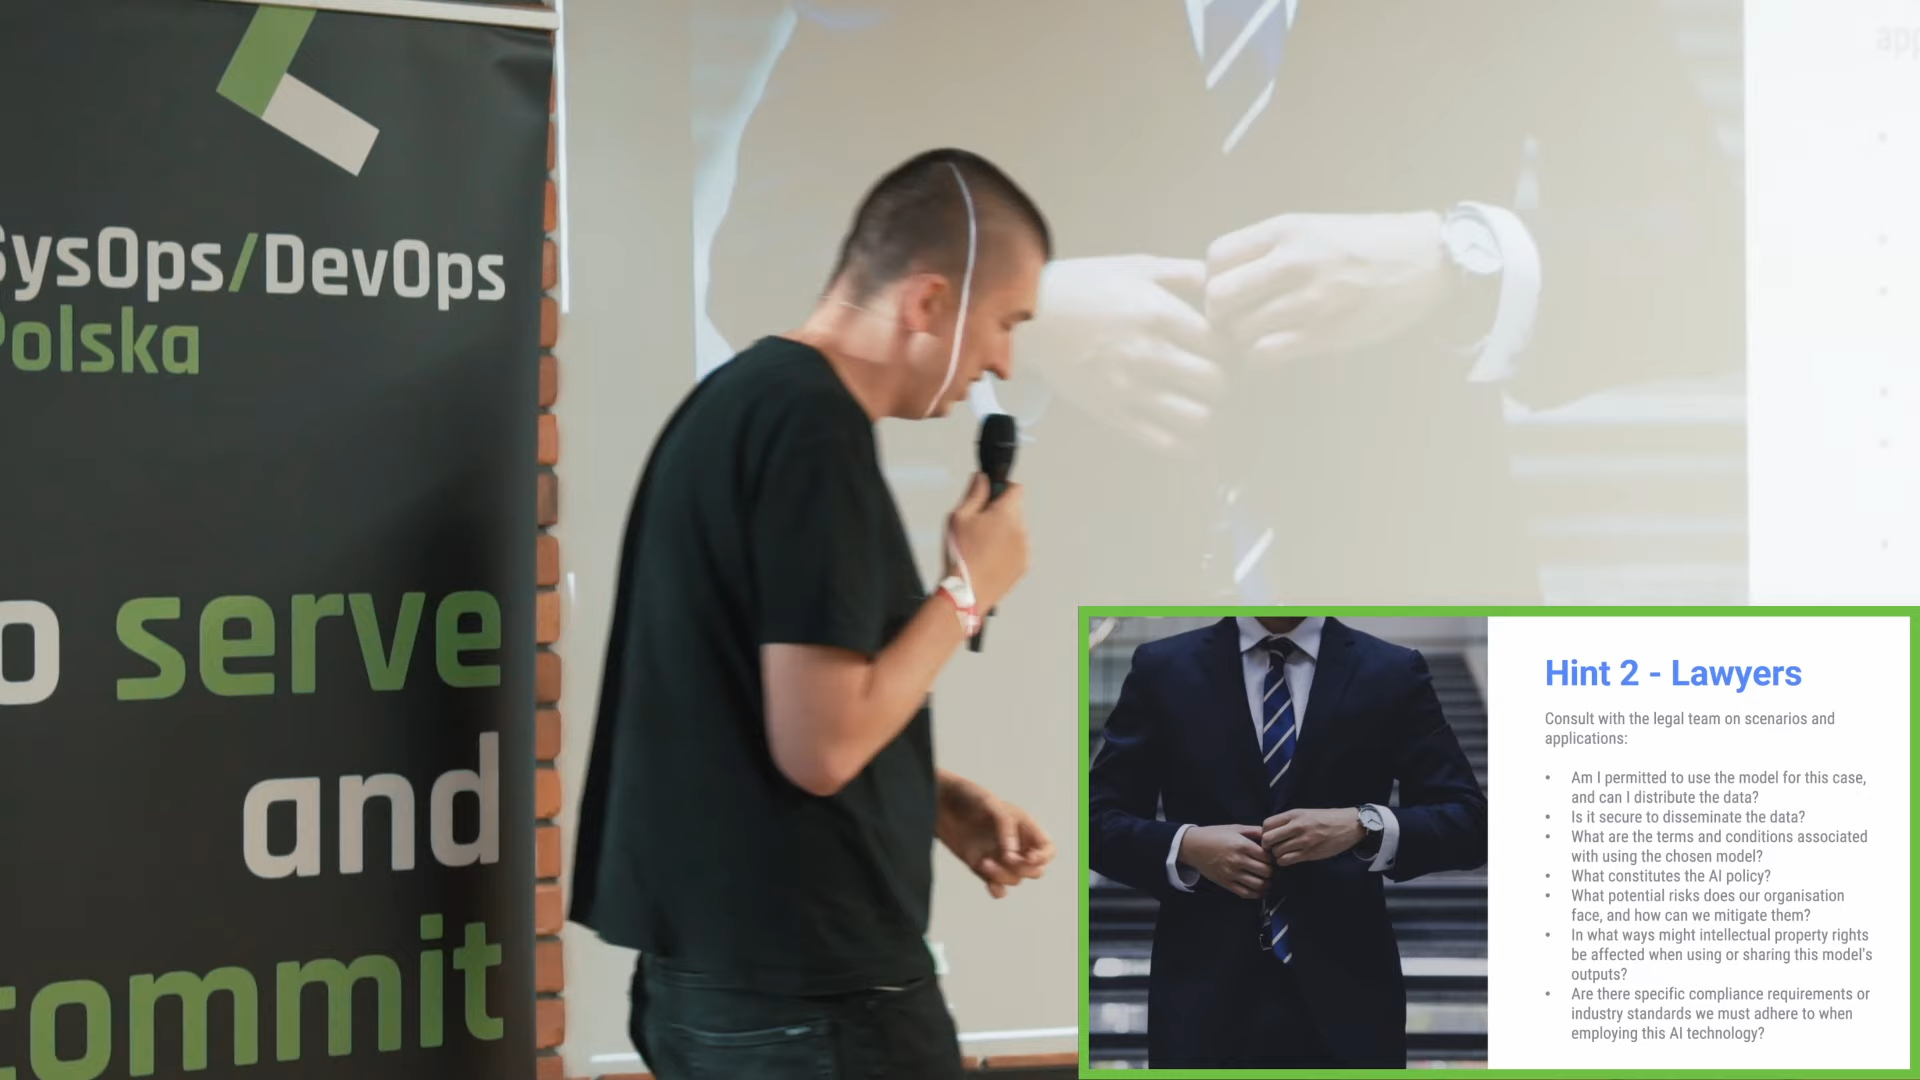 SysOps/DevOps
Polska
o serve
and
commit
app
Hint 2 - Lawyers
Consult with the legal team on scenarios and
applications:
• Am I permitted to use the model for this case,
and can I distribute the data?
• Is it secure to disseminate the data?
• What are the terms and conditions associated
with using the chosen model?
• What constitutes the AI policy?
• What potential risks does our organisation
face, and how can we mitigate them?
• In what ways might intellectual property rights
be affected when using or sharing this model's
outputs?
• Are there specific compliance requirements or
industry standards we must adhere to when
employing this AI technology?